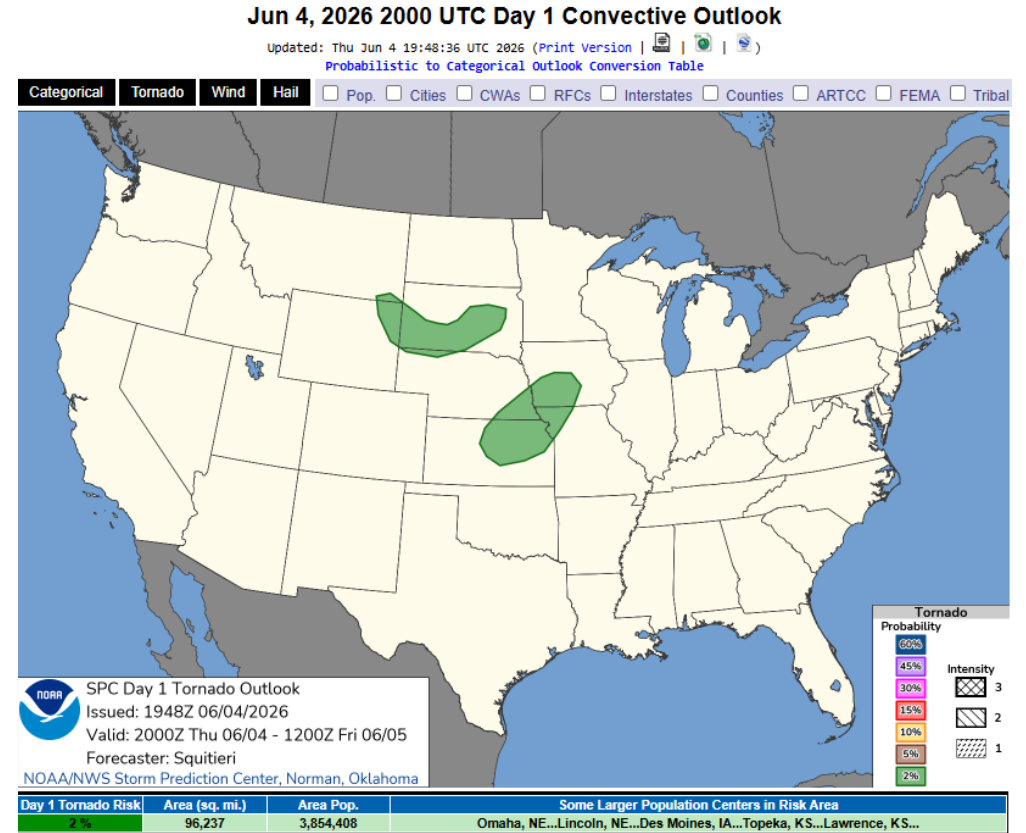 Jun 4, 2026 2000 UTC Day 1 Convective Outlook
Updated: Thu Jun 4 19:48:36 UTC 2026 (Print Version | | | )
Probabilistic to Categorical Outlook Conversion Table
Categorical Tornado Wind Hail Pop. Cities CWAs RFCs Interstates Counties ARTCC FEMA Tribal
Tornado
Probability
60%
45%
30%
15%
10%
5%
2%
Intensity
3
2
1
NOAA
SPC Day 1 Tornado Outlook
Issued: 1948Z 06/04/2026
Valid: 2000Z Thu 06/04 - 1200Z Fri 06/05
Forecaster: Squitieri
NOAA/NWS Storm Prediction Center, Norman, Oklahoma
Day 1 Tornado Risk Area (sq. mi.) Area Pop. Some Larger Population Centers in Risk Area
2 % 96,237 3,854,408 Omaha, NE...Lincoln, NE...Des Moines, IA...Topeka, KS...Lawrence, KS...